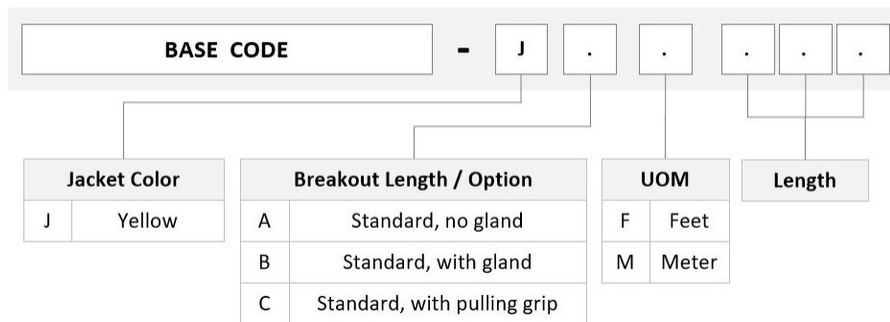 BASE CODE - J . . . . .
Jacket Color
J Yellow
Breakout Length / Option
A Standard, no gland
B Standard, with gland
C Standard, with pulling grip
UOM
F Feet
M Meter
Length